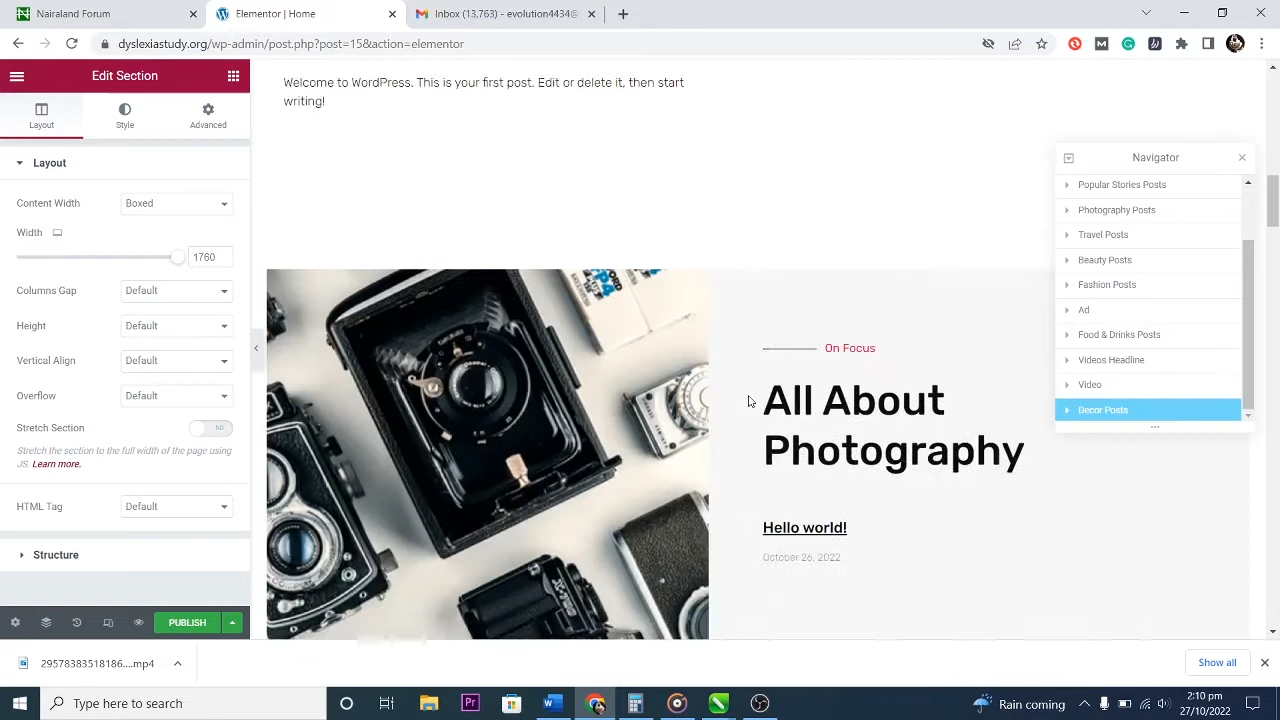 Nairaland Forum
Elementor | Home
Inbox (13,763) - evolution4434@
dyslexiastudy.org/wp-admin/post.php?post=15&action=elementor
Edit Section
Layout
Style
Advanced
Layout
Content Width
Boxed
Width
1760
Columns Gap
Default
Height
Default
Vertical Align
Default
Overflow
Default
Stretch Section
NO
Stretch the section to the full width of the page using
JS. Learn more.
HTML Tag
Default
Structure
PUBLISH
Welcome to WordPress. This is your first post. Edit or delete it, then start
writing!
On Focus
All About
Photography
Hello world!
October 26, 2022
Navigator
Popular Stories Posts
Photography Posts
Travel Posts
Beauty Posts
Fashion Posts
Ad
Food & Drinks Posts
Videos Headline
Video
Decor Posts
29578383518186....mp4
Show all
Type here to search
Rain coming
2:10 pm
27/10/2022